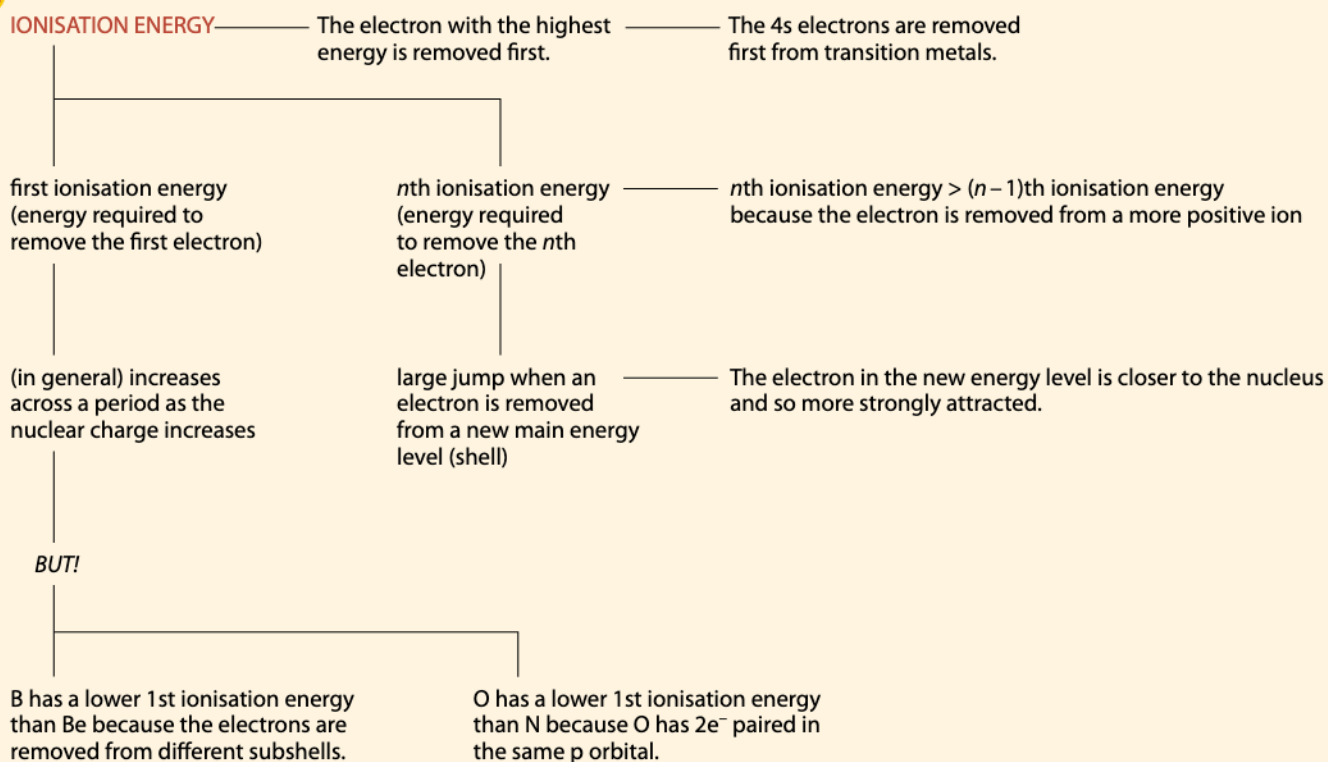 IONISATION ENERGY
The electron with the highest
energy is removed first.
The 4s electrons are removed
first from transition metals.
first ionisation energy
(energy required to
remove the first electron)
nth ionisation energy
(energy required
to remove the nth
electron)
nth ionisation energy > (n – 1)th ionisation energy
because the electron is removed from a more positive ion
(in general) increases
across a period as the
nuclear charge increases
large jump when an
electron is removed
from a new main energy
level (shell)
The electron in the new energy level is closer to the nucleus
and so more strongly attracted.
BUT!
B has a lower 1st ionisation energy
than Be because the electrons are
removed from different subshells.
O has a lower 1st ionisation energy
than N because O has 2e⁻ paired in
the same p orbital.